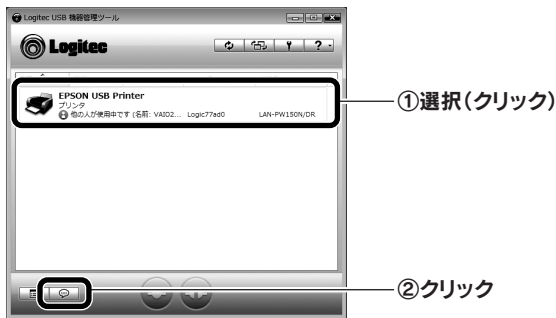 Logitec USB 機器管理ツール
Logitec
?
EPSON USB Printer
プリンタ
他の人が使用中です (名前: VAIO2... Logic77ad0 LAN-PW150N/DR
①選択（クリック）
②クリック